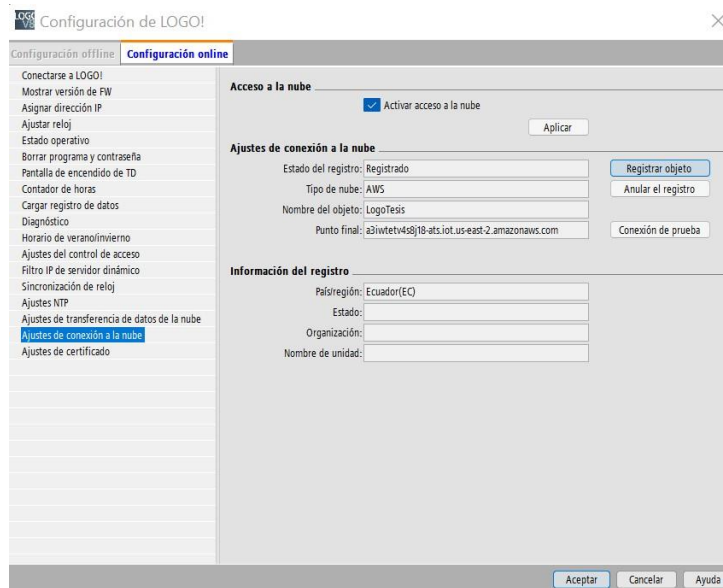 LOGO V8 Configuración de LOGO!
Configuración offline Configuración online
Conectarse a LOGO!
Mostrar versión de FW
Asignar dirección IP
Ajustar reloj
Estado operativo
Borrar programa y contraseña
Pantalla de encendido de TD
Contador de horas
Cargar registro de datos
Diagnóstico
Horario de verano/invierno
Ajustes del control de acceso
Filtro IP de servidor dinámico
Sincronización de reloj
Ajustes NTP
Ajustes de transferencia de datos de la nube
Ajustes de conexión a la nube
Ajustes de certificado
Acceso a la nube
Activar acceso a la nube
Aplicar
Ajustes de conexión a la nube
Estado del registro: Registrado Registrar objeto
Tipo de nube: AWS Anular el registro
Nombre del objeto: LogoTesis
Punto final: a3iwtetv4s8j18-ats.iot.us-east-2.amazonaws.com Conexión de prueba
Información del registro
País/región: Ecuador(EC)
Estado:
Organización:
Nombre de unidad:
Aceptar Cancelar Ayuda